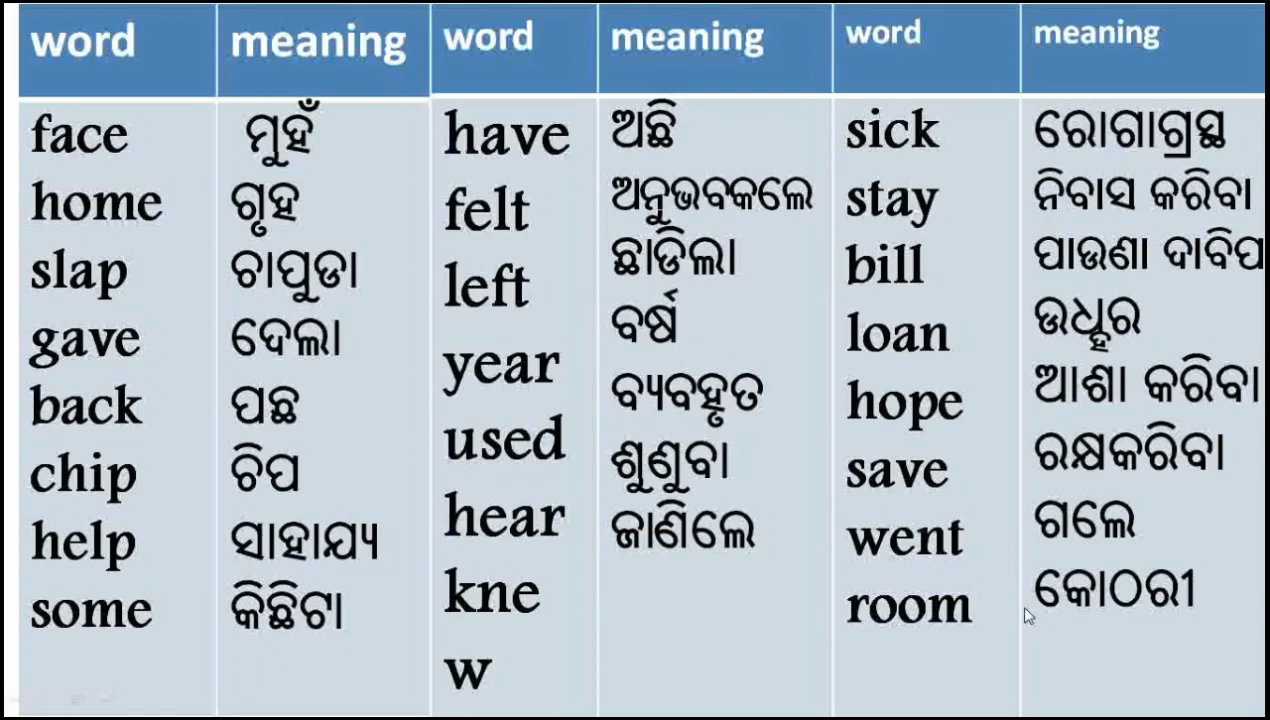 word meaning word meaning word meaning
face ମୁହଁ have ଅଛି sick ରୋଗାଗ୍ରସ୍ଥ
home ଗୃହ felt ଅନୁଭବକଲେ stay ନିବାସ କରିବା
slap ଚାପୁଡା left ଛାଡିଲା bill ପାଉଣା ଦାବିପ
gave ଦେଲା year ବର୍ଷ loan
back ପଛ used ବ୍ୟବହୃତ hope ଆଶା କରିବା
chip ଚିପ hear ଶୁଣୁବା save ରକ୍ଷକରିବା
help ସାହାଯ୍ୟ kne ଜାଣିଲେ went ଗଲେ
some କିଛିଟା w room କୋଠରୀ